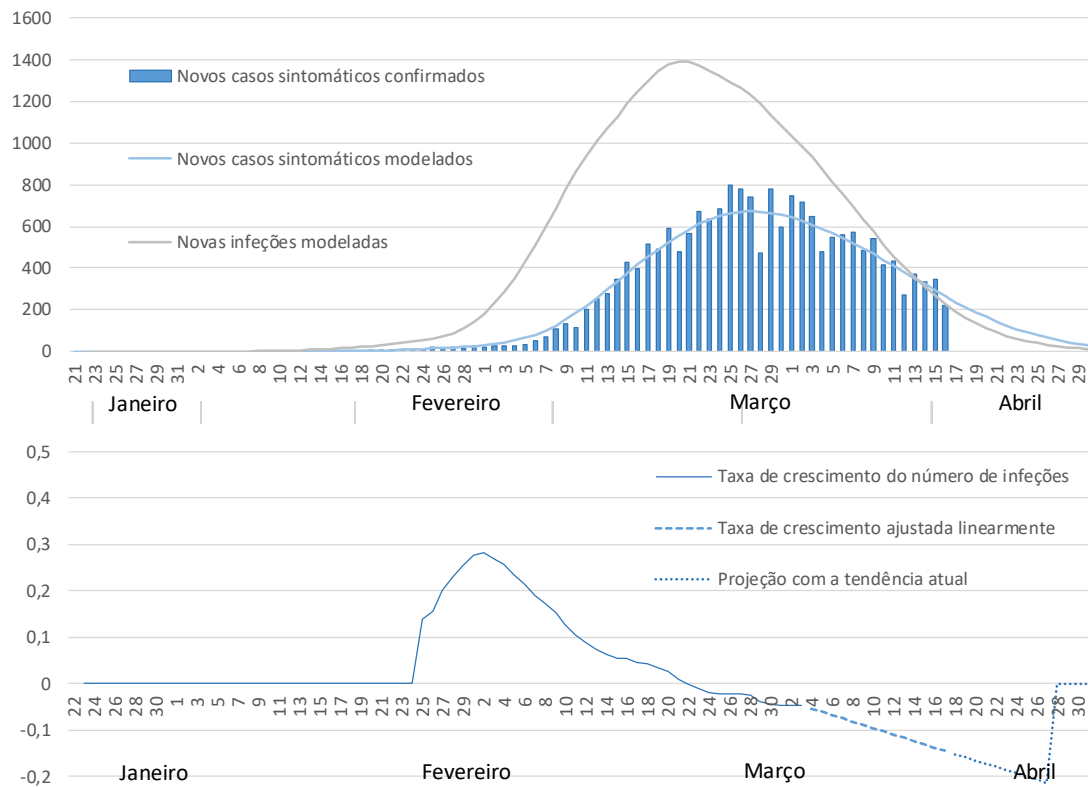 1600
1400
1200
1000
800
600
400
200
0
Novos casos sintomáticos confirmados
Novos casos sintomáticos modelados
Novas infeções modeladas
21 23 25 27 29 31 2 4 6 8 10 12 14 16 18 20 22 24 26 28 1 3 5 7 9 11 13 15 17 19 21 23 25 27 29 1 3 5 7 9 11 13 15 17 19 21 23 25 27 29
Janeiro Fevereiro Março Abril
0,5
0,4
0,3
0,2
0,1
0
-0,1
-0,2
Taxa de crescimento do número de infeções
Taxa de crescimento ajustada linearmente
Projeção com a tendência atual
22 24 26 28 30 1 3 5 7 9 11 13 15 17 19 21 23 25 27 29 2 4 6 8 10 12 14 16 18 20 22 24 26 28 30 2 4 6 8 10 12 14 16 18 20 22 24 26 28 30
Janeiro Fevereiro Março Abril